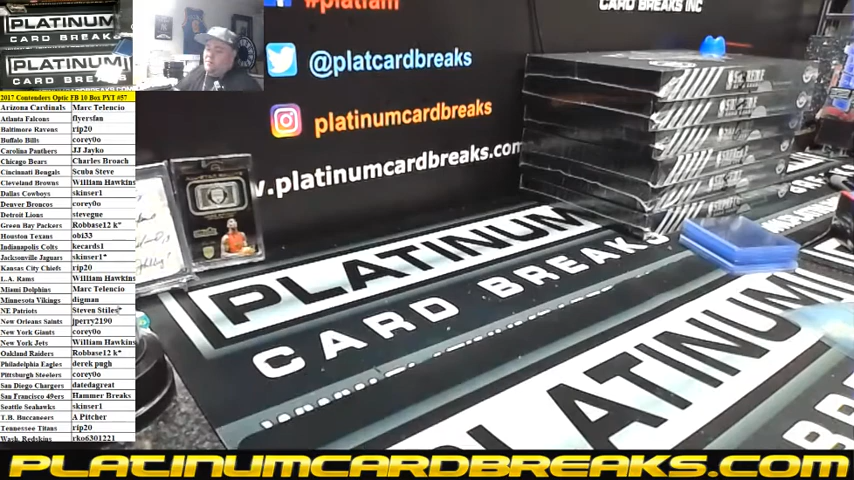 #platfam
CARD BREAKS INC
PLATINUM
CARD BREAKS
PLATINUM
CARD BREAKS
@platcardbreaks
platinumcardbreaks
w.platinumcardbreaks.co
2017 Contenders Optic FB 10 Box PYT #57
Arizona Cardinals Marc Telencio
Atlanta Falcons flyersfan
Baltimore Ravens rip20
Buffalo Bills corey0o
Carolina Panthers JJ Jayko
Chicago Bears Charles Broach
Cincinnati Bengals Scuba Steve
Cleveland Browns William Hawkins
Dallas Cowboys skinser1
Denver Broncos corey0o
Detroit Lions stevegue
Green Bay Packers Robbase12 k*
Houston Texans obi33
Indianapolis Colts kecards1
Jacksonville Jaguars skinser1*
Kansas City Chiefs rip20
L.A. Rams William Hawkins
Miami Dolphins Marc Telencio
Minnesota Vikings digman
NE Patriots Steven Stiles*
New Orleans Saints jperry2190
New York Giants corey0o
New York Jets William Hawkins
Oakland Raiders Robbase12 k*
Philadelphia Eagles derek pugh
Pittsburgh Steelers corey0o
San Diego Chargers datedagreat
San Francisco 49ers Hammer Breaks
Seattle Seahawks skinser1
T.B. Buccaneers A Pitcher
Tennessee Titans rip20
Wash. Redskins rko6301221
PLATINUM
CARD BREAKS
PLATINUM
PLATINUMCARDBREAKS.COM